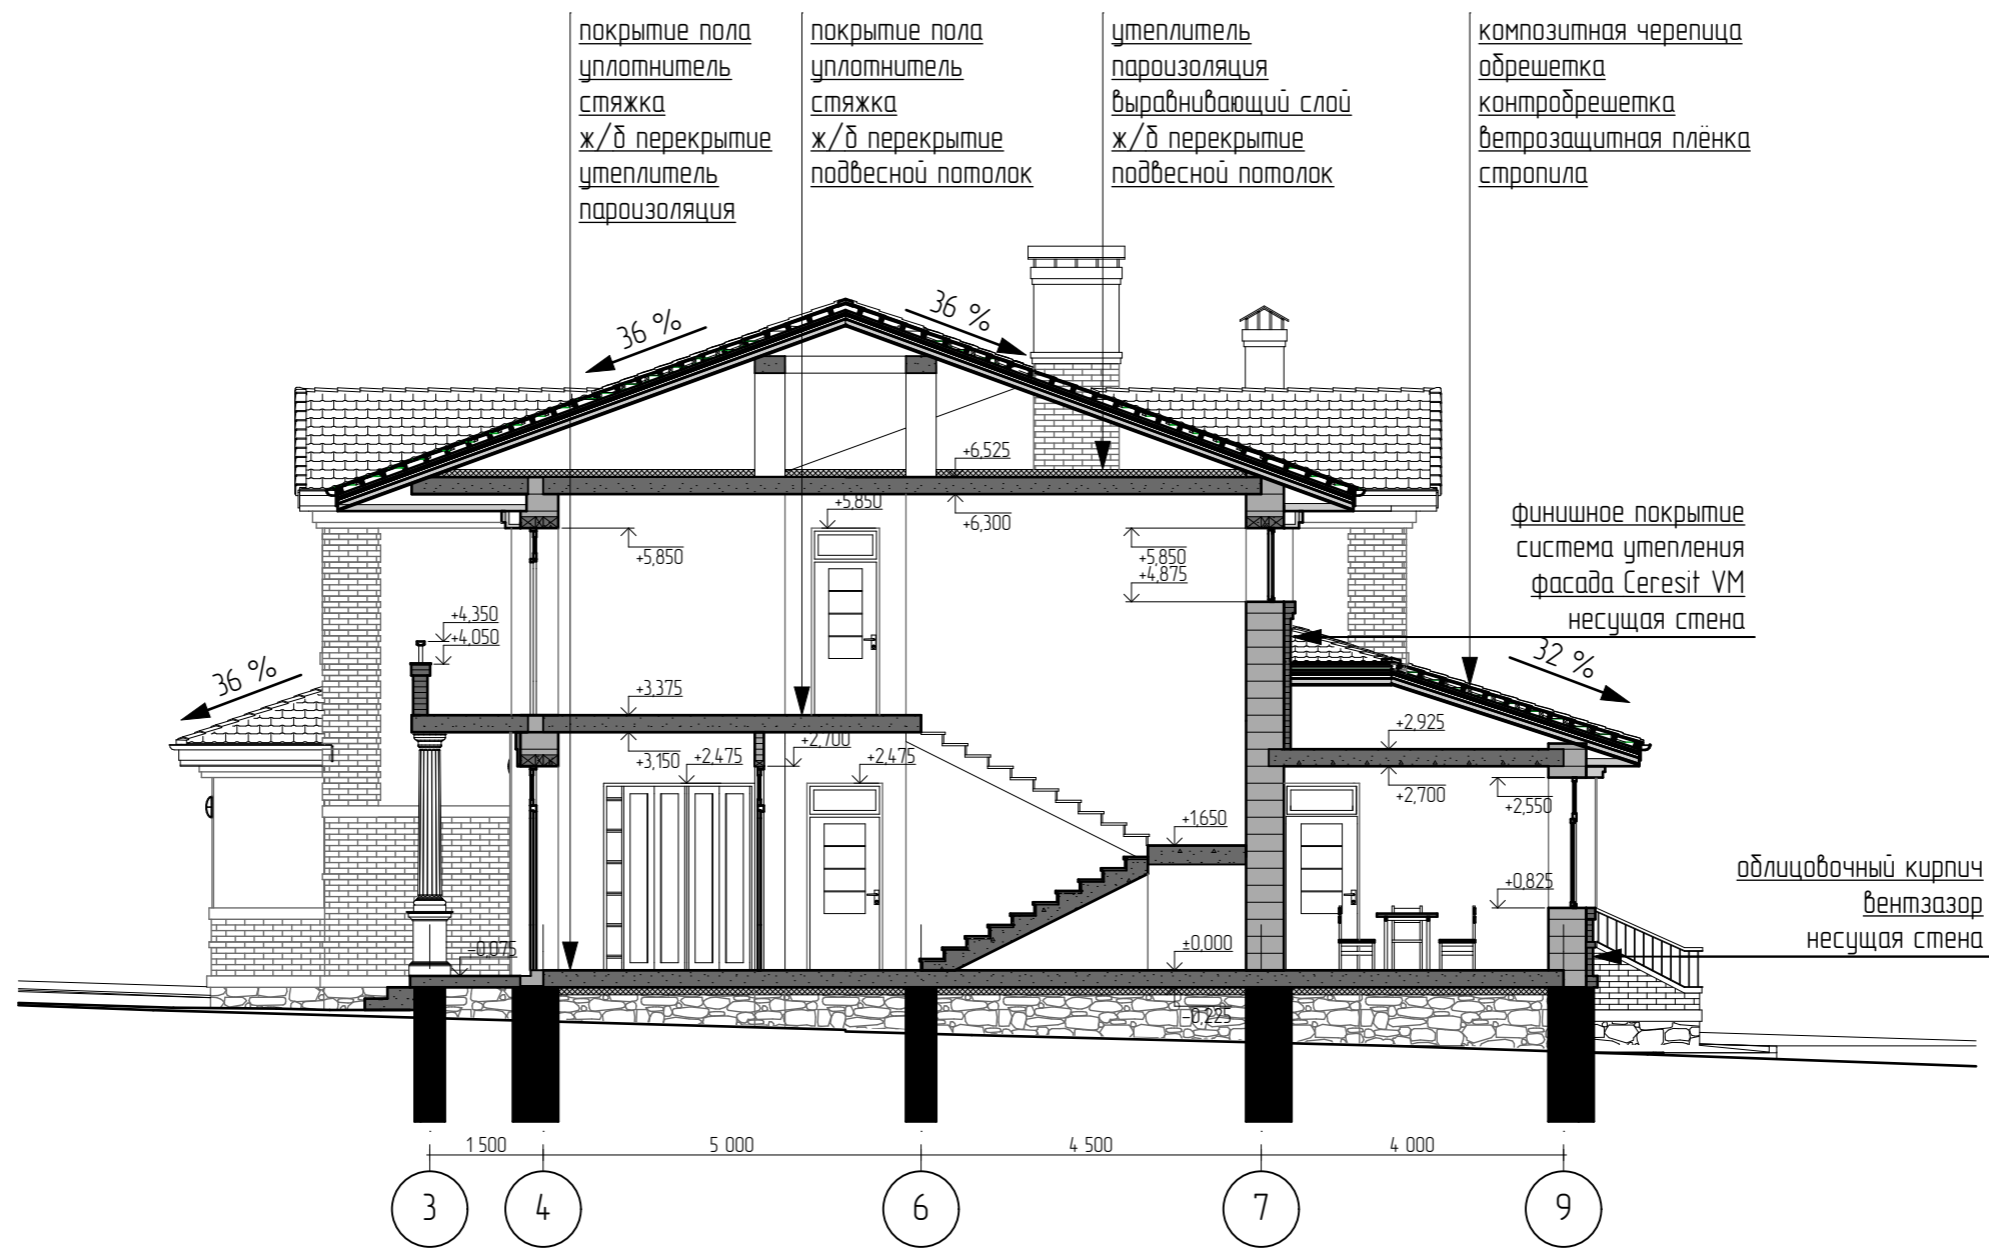 покрытие пола
уплотнитель
стяжка
ж/б перекрытие
утеплитель
пароизоляция
покрытие пола
уплотнитель
стяжка
ж/б перекрытие
подвесной потолок
утеплитель
пароизоляция
выравнивающий слой
ж/б перекрытие
подвесной потолок
композитная черепица
обрешетка
контробрешетка
ветрозащитная плёнка
стропила
36 %
36 %
+6,525
+6,300
+5,850
+5,850
+5,850
+4,875
финишное покрытие
система утепления
фасада Ceresit VM
несущая стена
+4,350
+4,050
36 %
32 %
+3,375
+3,150
+2,475
+2,700
+2,475
+2,925
+2,700
+2,550
+1,650
+0,825
облицовочный кирпич
вентзазор
несущая стена
-0,075
±0,000
-0,225
1 500
5 000
4 500
4 000
3
4
6
7
9